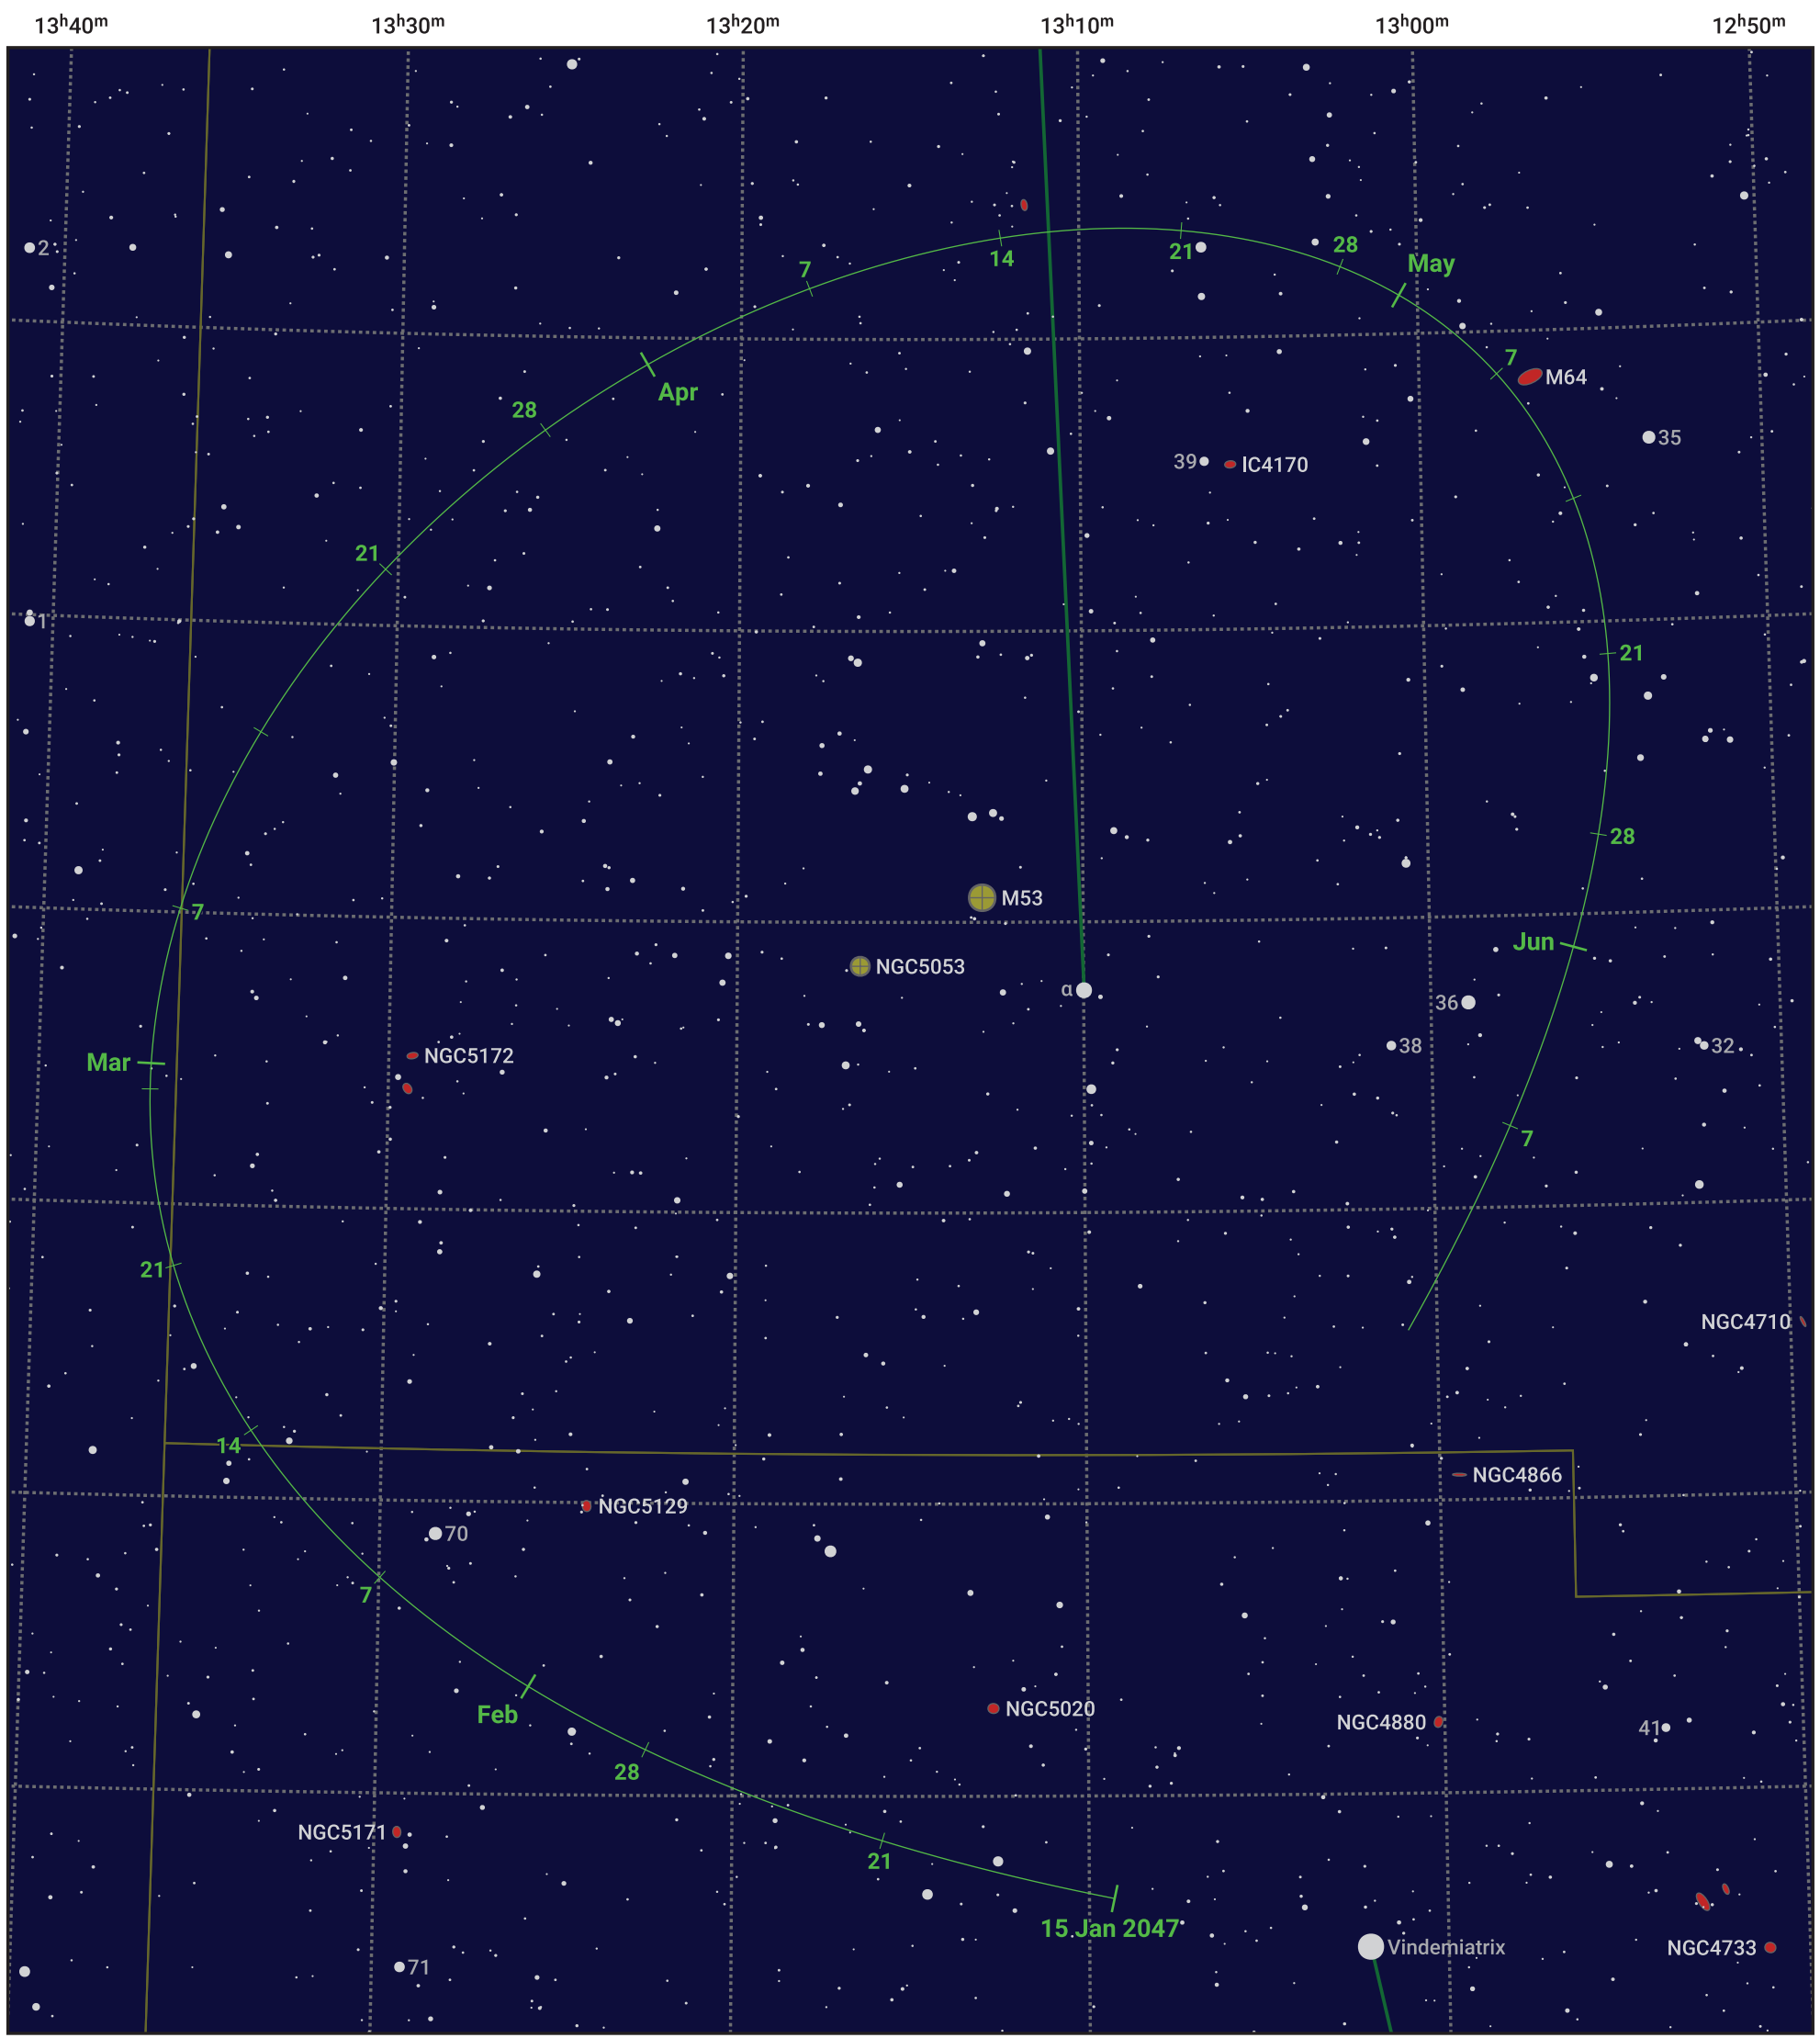 13ʰ40ᵐ 13ʰ30ᵐ 13ʰ20ᵐ 13ʰ10ᵐ 13ʰ00ᵐ 12ʰ50ᵐ
2
14
21
28
May
7
7
M64
Apr
28
35
39
IC4170
21
1
21
28
M53
7
Jun
NGC5053
α
36
38
32
NGC5172
Mar
7
21
NGC4710
14
NGC4866
NGC5129
70
7
Feb
NGC5020
NGC4880
41
28
NGC5171
21
15 Jan 2047
Vindemiatrix
NGC4733
71